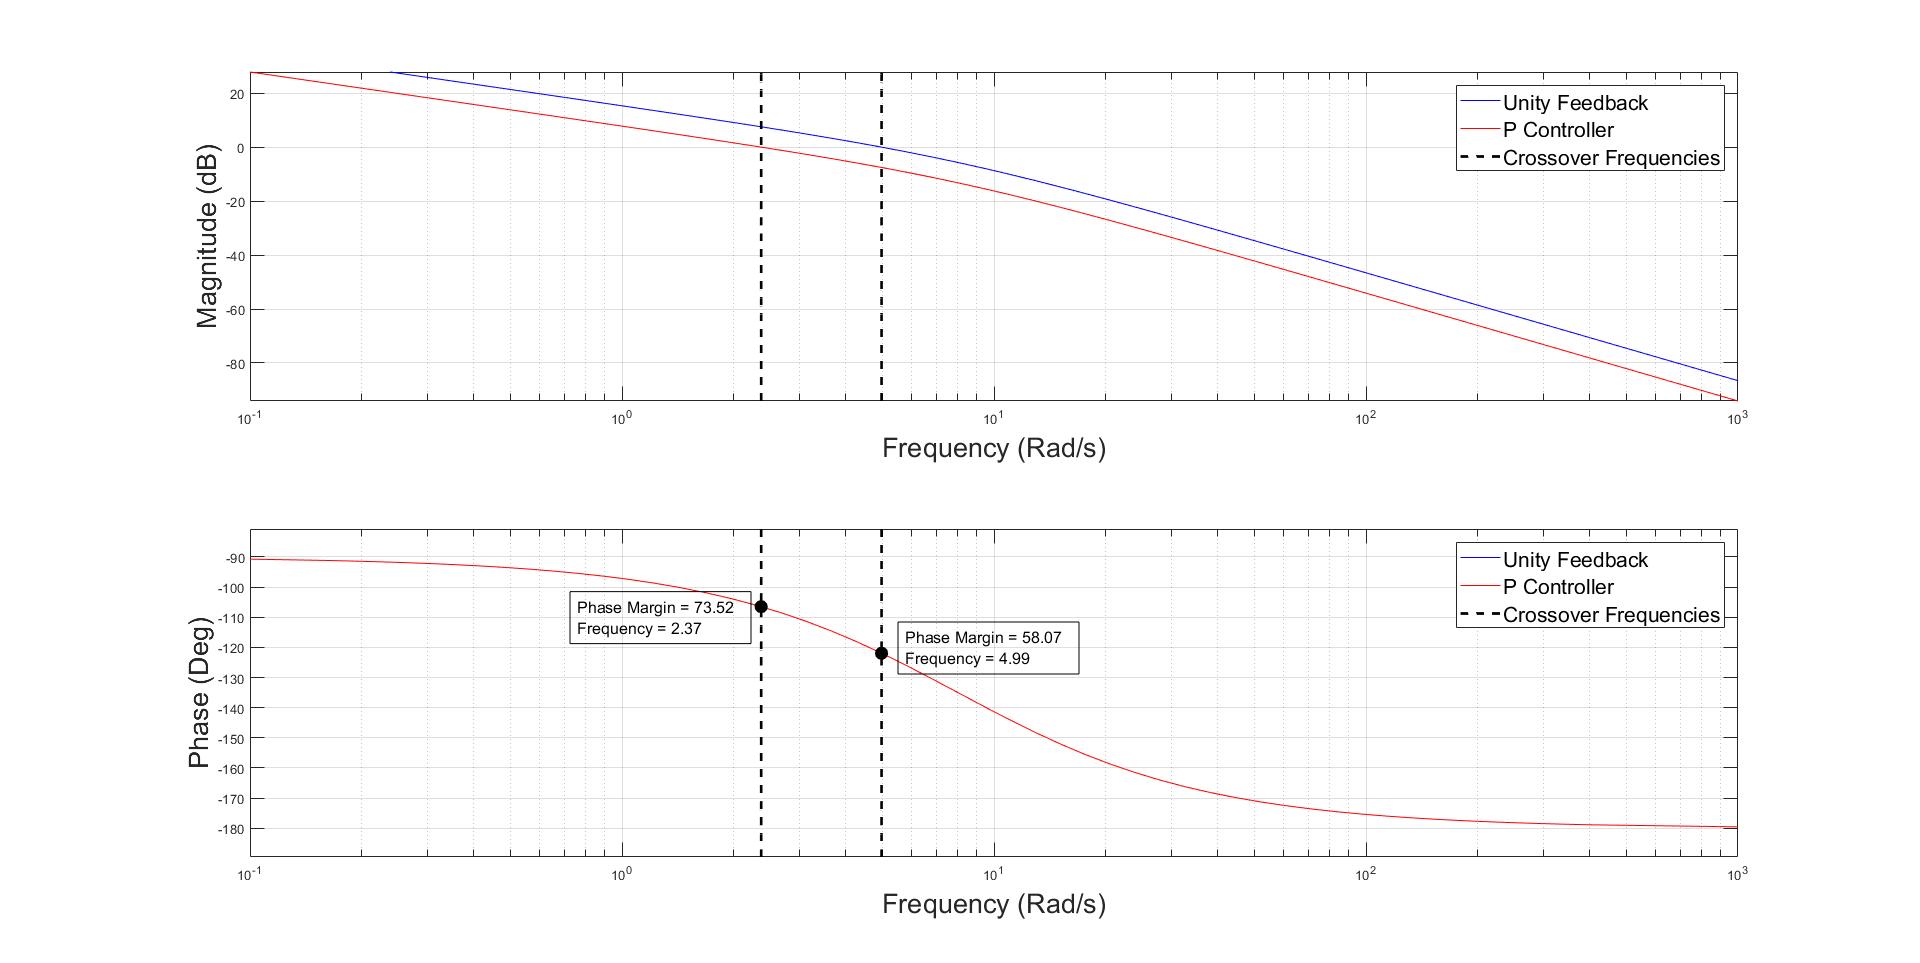 20
0
-20
-40
-60
-80
Magnitude (dB)
Unity Feedback
P Controller
Crossover Frequencies
10^-1
10^0
10^1
10^2
10^3
Frequency (Rad/s)
-90
-100
-110
-120
-130
-140
-150
-160
-170
-180
Phase (Deg)
Unity Feedback
P Controller
Crossover Frequencies
Phase Margin = 73.52
Frequency = 2.37
Phase Margin = 58.07
Frequency = 4.99
10^-1
10^0
10^1
10^2
10^3
Frequency (Rad/s)